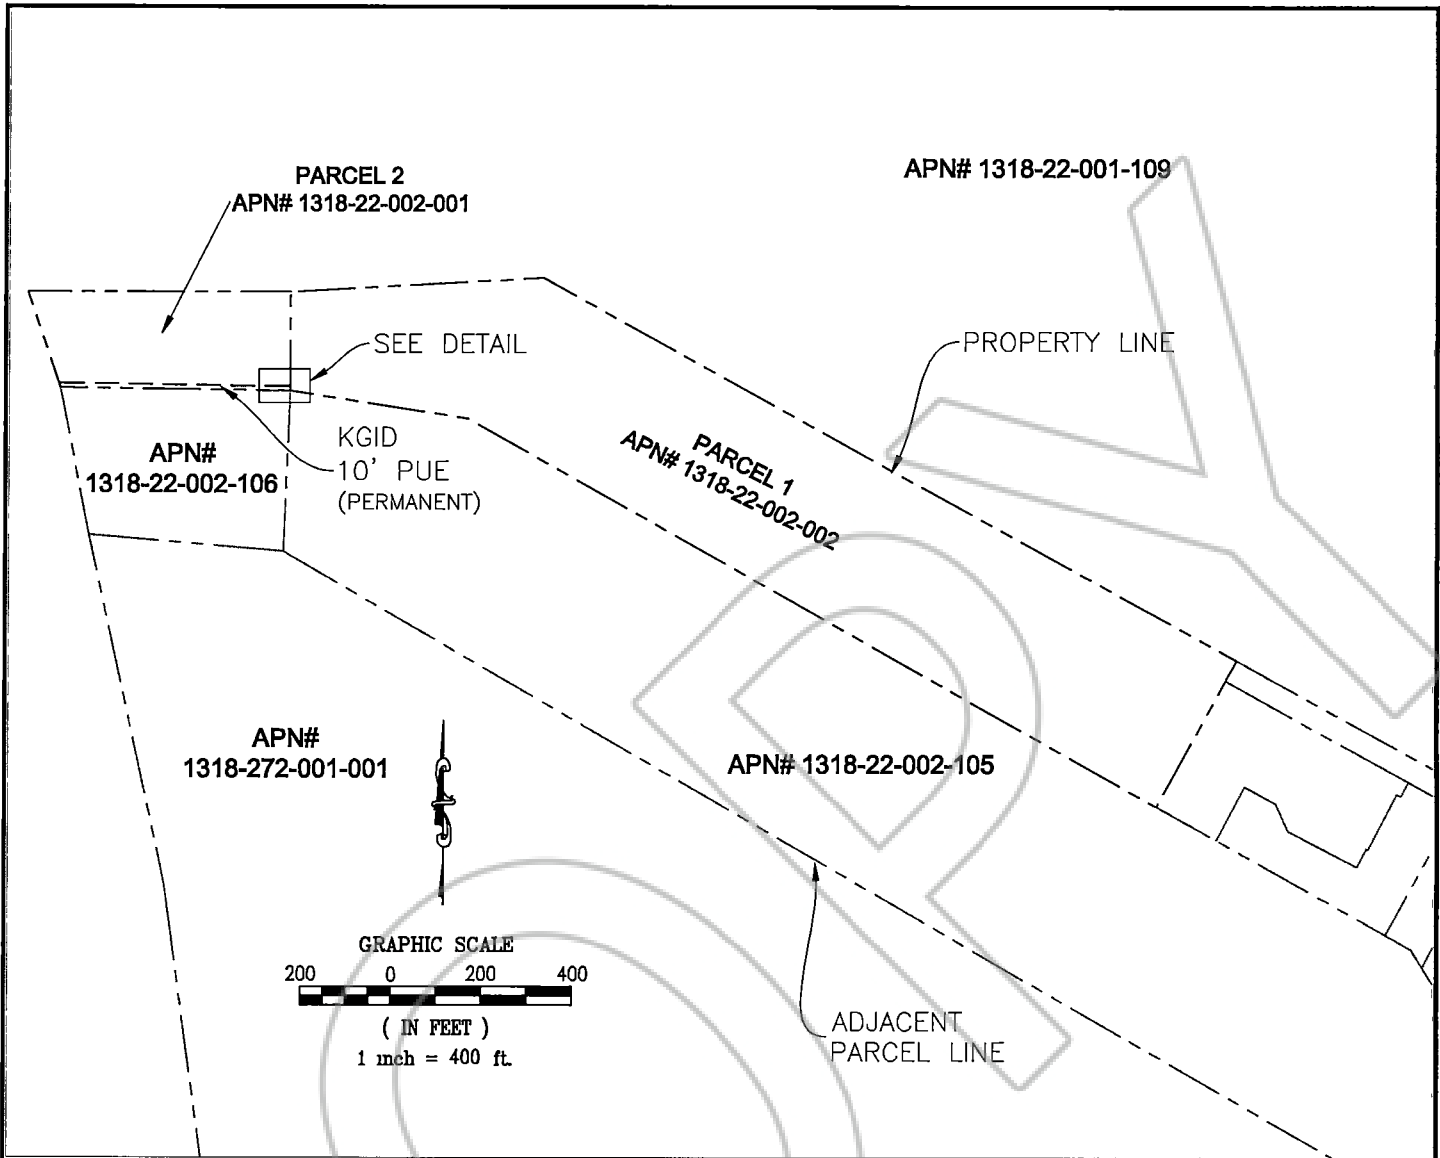 PARCEL 2
APN# 1318-22-002-001
APN# 1318-22-001-109
SEE DETAIL
PROPERTY LINE
KGID
10' PUE
(PERMANENT)
APN#
1318-22-002-106
PARCEL 1
APN# 1318-22-002-002
APN#
1318-272-001-001
APN# 1318-22-002-105
GRAPHIC SCALE
200 0 200 400
( IN FEET )
1 inch = 400 ft.
ADJACENT
PARCEL LINE
COPY